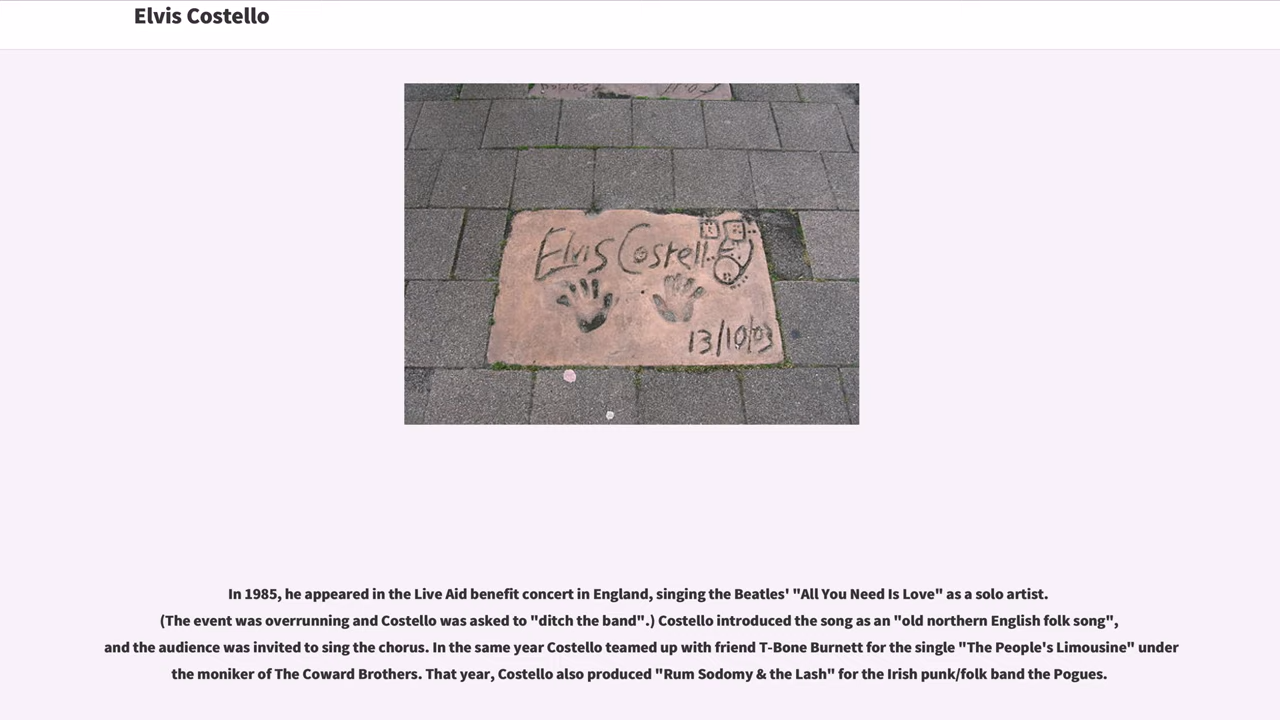 Elvis Costello
Elvis Costello
13/10/03
In 1985, he appeared in the Live Aid benefit concert in England, singing the Beatles' "All You Need Is Love" as a solo artist.
(The event was overrunning and Costello was asked to "ditch the band".) Costello introduced the song as an "old northern English folk song",
and the audience was invited to sing the chorus. In the same year Costello teamed up with friend T-Bone Burnett for the single "The People's Limousine" under
the moniker of The Coward Brothers. That year, Costello also produced "Rum Sodomy & the Lash" for the Irish punk/folk band the Pogues.